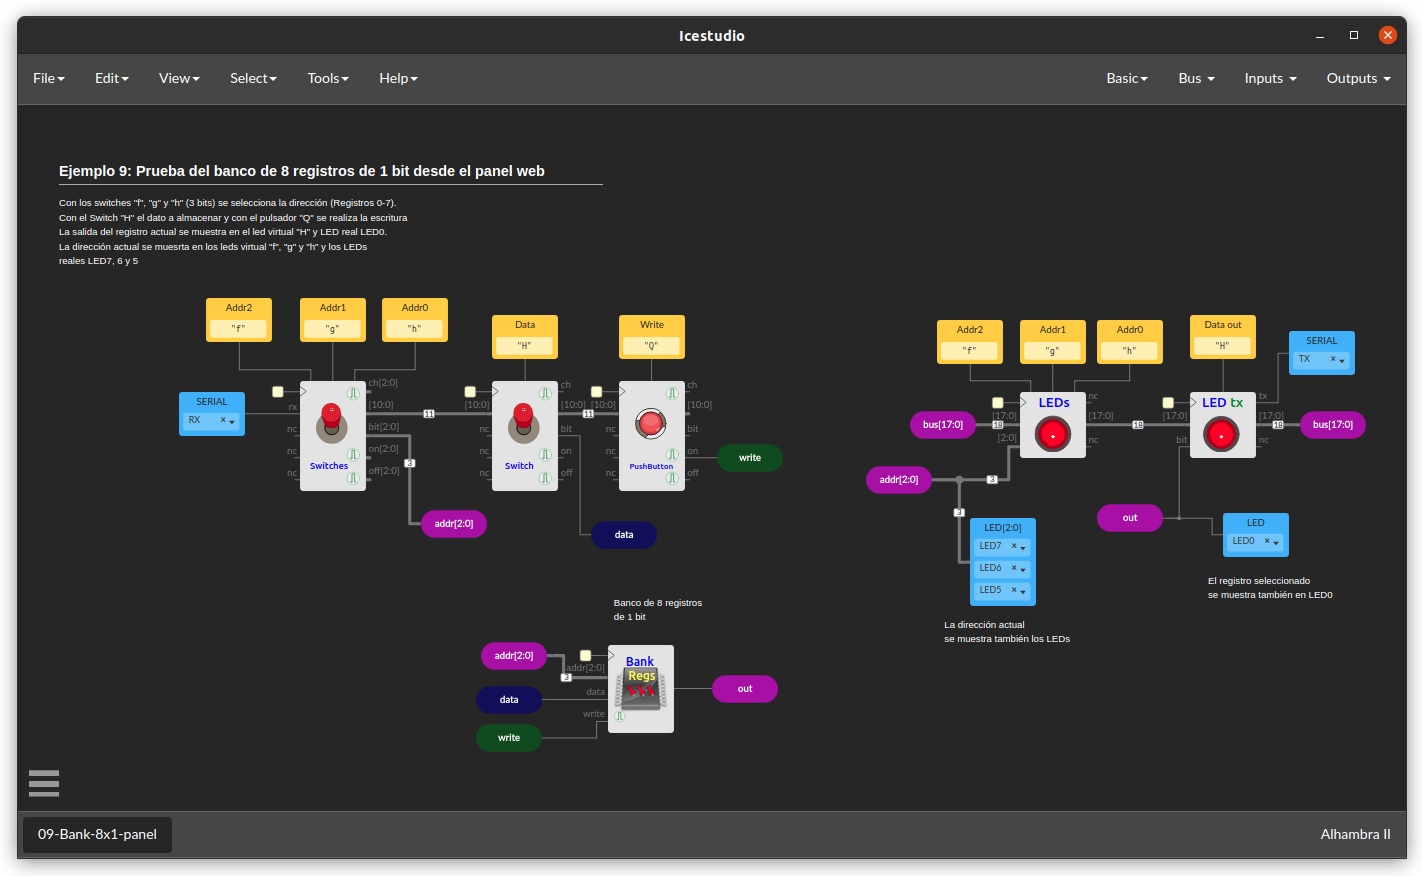 Icestudio
File Edit View Select Tools Help Basic Bus Inputs Outputs
Ejemplo 9: Prueba del banco de 8 registros de 1 bit desde el panel web
Con los switches "f", "g" y "h" (3 bits) se selecciona la dirección (Registros 0-7).
Con el Switch "H" el dato a almacenar y con el pulsador "Q" se realiza la escritura
La salida del registro actual se muestra en el led virtual "H" y LED real LED0.
La dirección actual se muesrta en los leds virtual "f", "g" y "h" y los LEDs
reales LED7, 6 y 5
Addr2
"f"
Addr1
"g"
Addr0
"h"
Data
"H"
Write
"Q"
SERIAL
RX ×
rx
nc
nc
nc
Switches
ch[2:0]
[10:0]
bit[2:0]
on[2:0]
off[2:0]
11
3
addr[2:0]
[10:0]
nc
nc
nc
Switch
ch
[10:0]
bit
on
off
11
data
[10:0]
nc
nc
nc
PushButton
ch
[10:0]
bit
on
off
write
Addr2
"f"
Addr1
"g"
Addr0
"h"
Data out
"H"
SERIAL
TX ×
bus[17:0]
18
[17:0]
[2:0]
LEDs
nc
[17:0]
nc
18
[17:0]
bit
LED tx
tx
[17:0]
nc
18
bus[17:0]
addr[2:0]
3
3
LED[2:0]
LED7 ×
LED6 ×
LED5 ×
La dirección actual
se muestra también los LEDs
out
LED
LED0 ×
El registro seleccionado
se muestra también en LED0
Banco de 8 registros
de 1 bit
addr[2:0]
3
data
write
addr[2:0]
data
write
Bank
Regs
out
09-Bank-8x1-panel
Alhambra II